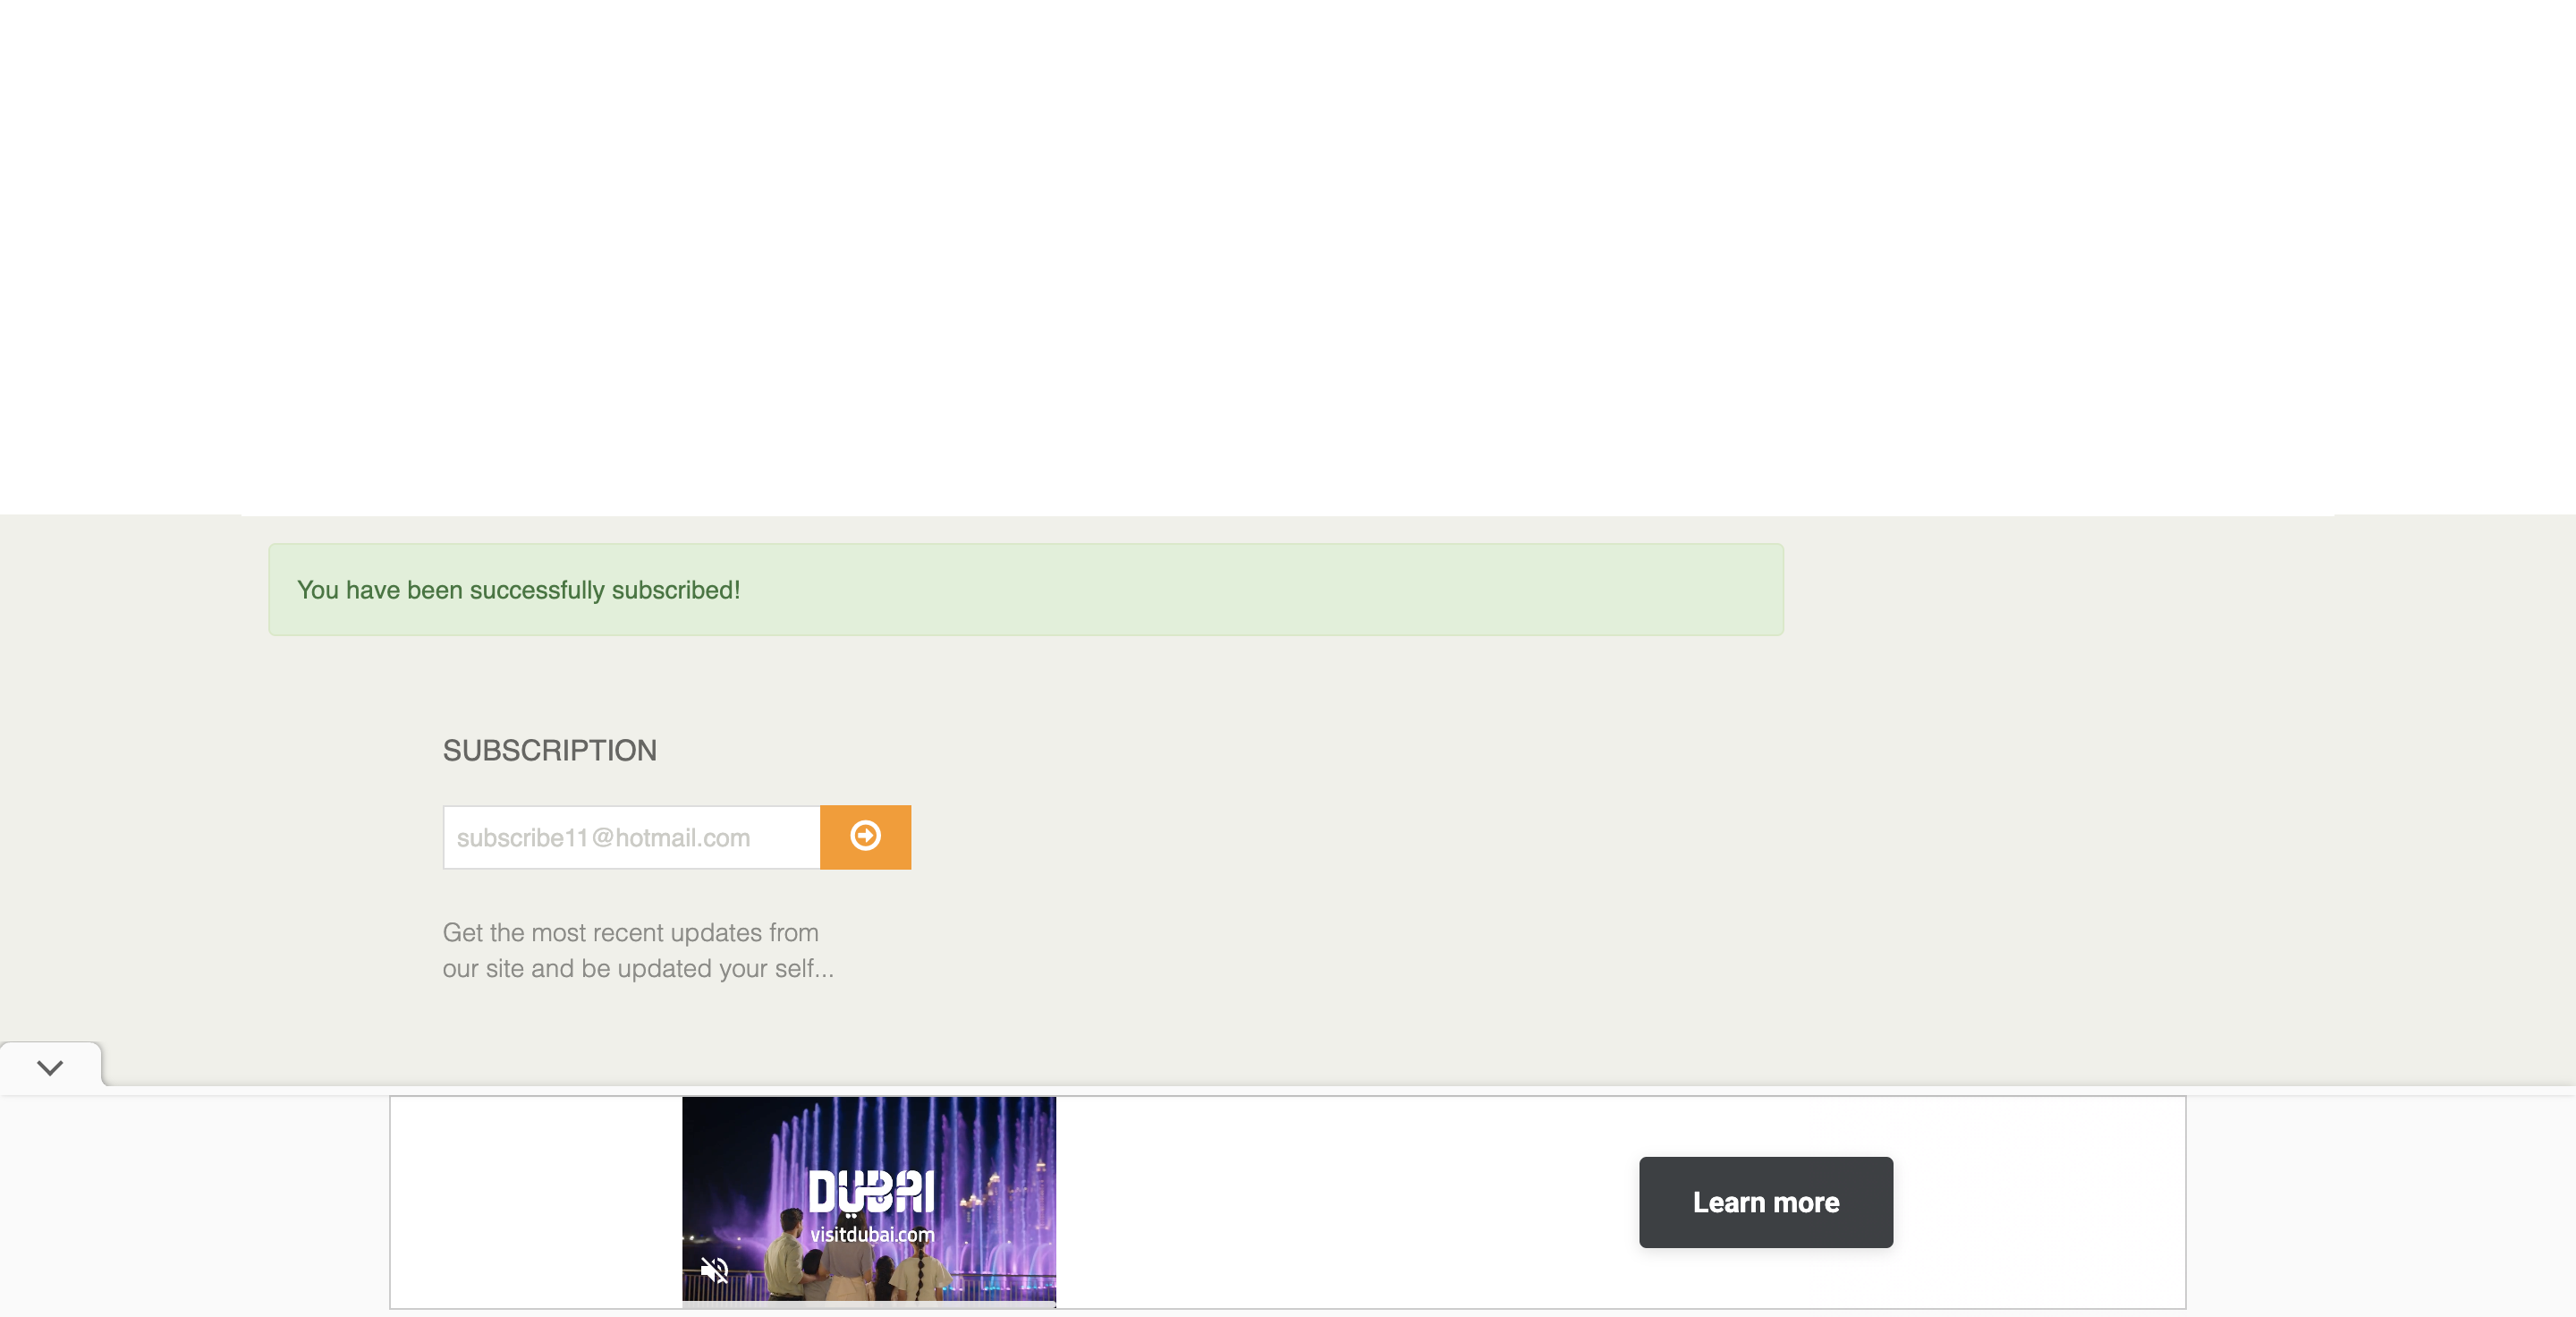 You have been successfully subscribed!
SUBSCRIPTION
subscribe11@hotmail.com
Get the most recent updates from
our site and be updated your self...
DUBAI
visitdubai.com
Learn more